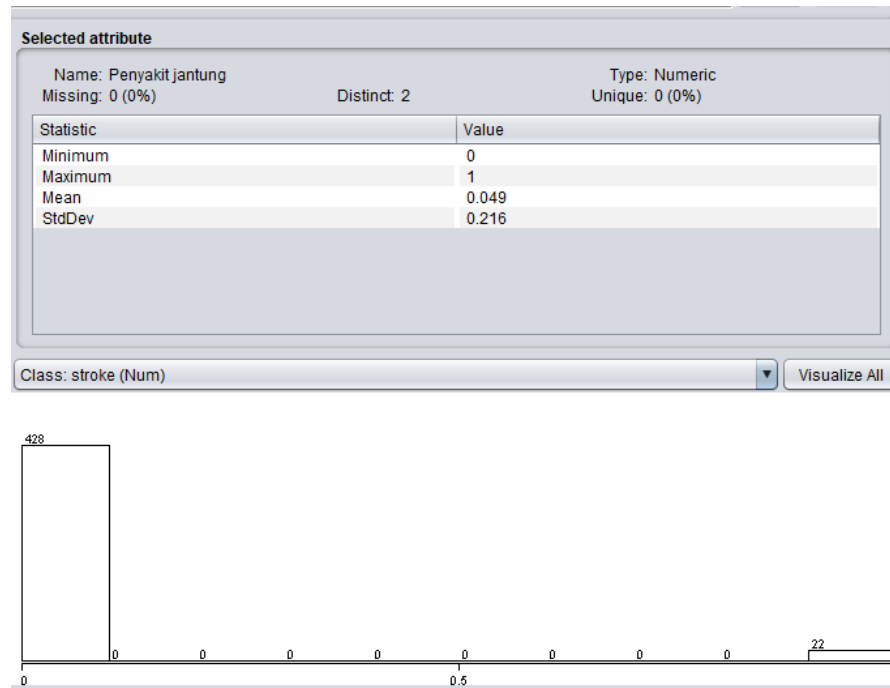 Selected attribute
Name: Penyakit jantung Type: Numeric
Missing: 0 (0%) Distinct: 2 Unique: 0 (0%)
Statistic Value
Minimum 0
Maximum 1
Mean 0.049
StdDev 0.216
Class: stroke (Num) Visualize All
428
0 0 0 0 0 0 0 0 22
0 0.5